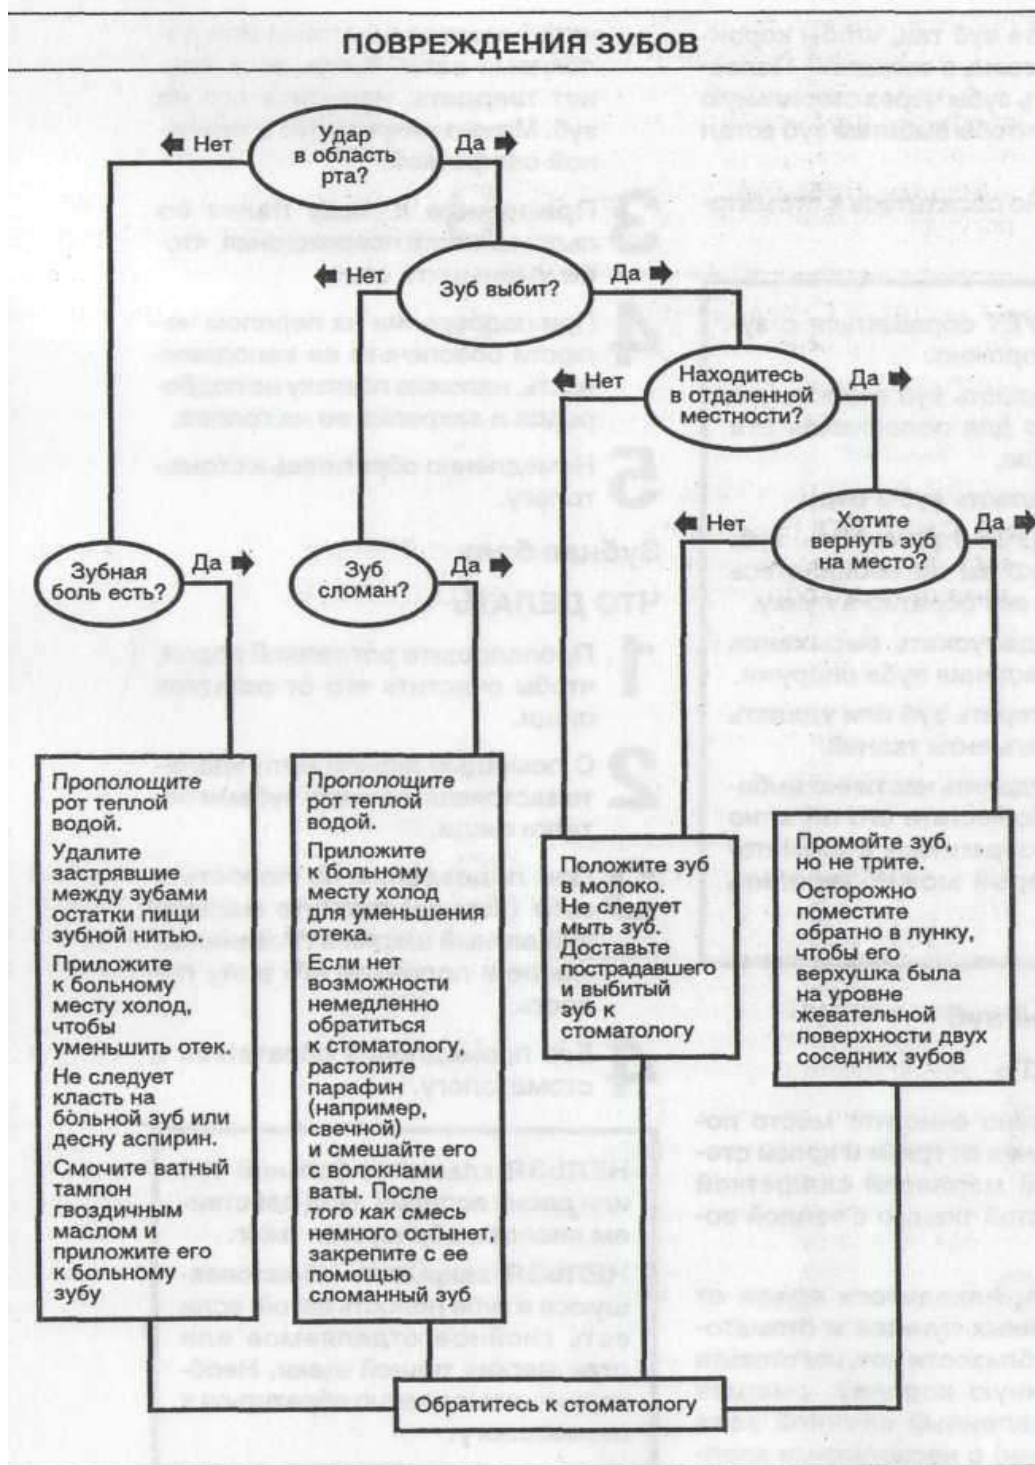 ПОВРЕЖДЕНИЯ ЗУБОВ
Удар
в область
рта?
Нет
Да
Зуб выбит?
Нет
Да
Находитесь
в отдаленной
местности?
Нет
Да
Хотите
вернуть зуб
на место?
Нет
Да
Зубная
боль есть?
Да
Зуб
сломан?
Да
Прополощите
рот теплой
водой.
Удалите
застрявшие
между зубами
остатки пищи
зубной нитью.
Приложите
к больному
месту холод,
чтобы
уменьшить отек.
Не следует
класть на
больной зуб или
десну аспирин.
Смочите ватный
тампон
гвоздичным
маслом и
приложите его
к больному
зубу
Прополощите
рот теплой
водой.
Приложите
к больному
месту холод
для уменьшения
отека.
Если нет
возможности
немедленно
обратиться
к стоматологу,
растопите
парафин
(например,
свечной)
и смешайте его
с волокнами
ваты. После
того как смесь
немного остынет,
закрепите с ее
помощью
сломанный зуб
Положите зуб
в молоко.
Не следует
мыть зуб.
Доставьте
пострадавшего
и выбитый
зуб к
стоматологу
Промойте зуб,
но не трите.
Осторожно
поместите
обратно в лунку,
чтобы его
верхушка была
на уровне
жевательной
поверхности двух
соседних зубов
Обратитесь к стоматологу